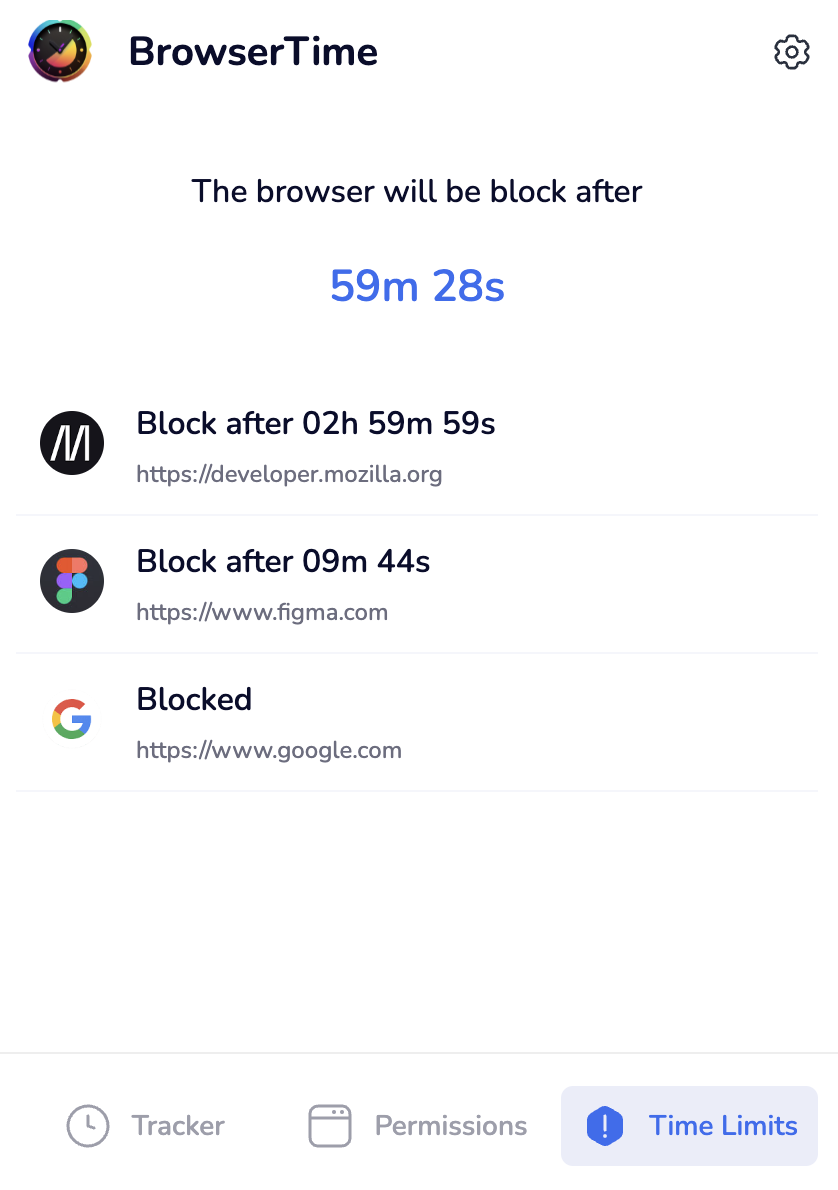 BrowserTime
The browser will be block after
59m 28s
Block after 02h 59m 59s
https://developer.mozilla.org
Block after 09m 44s
https://www.figma.com
Blocked
https://www.google.com
Tracker
Permissions
Time Limits